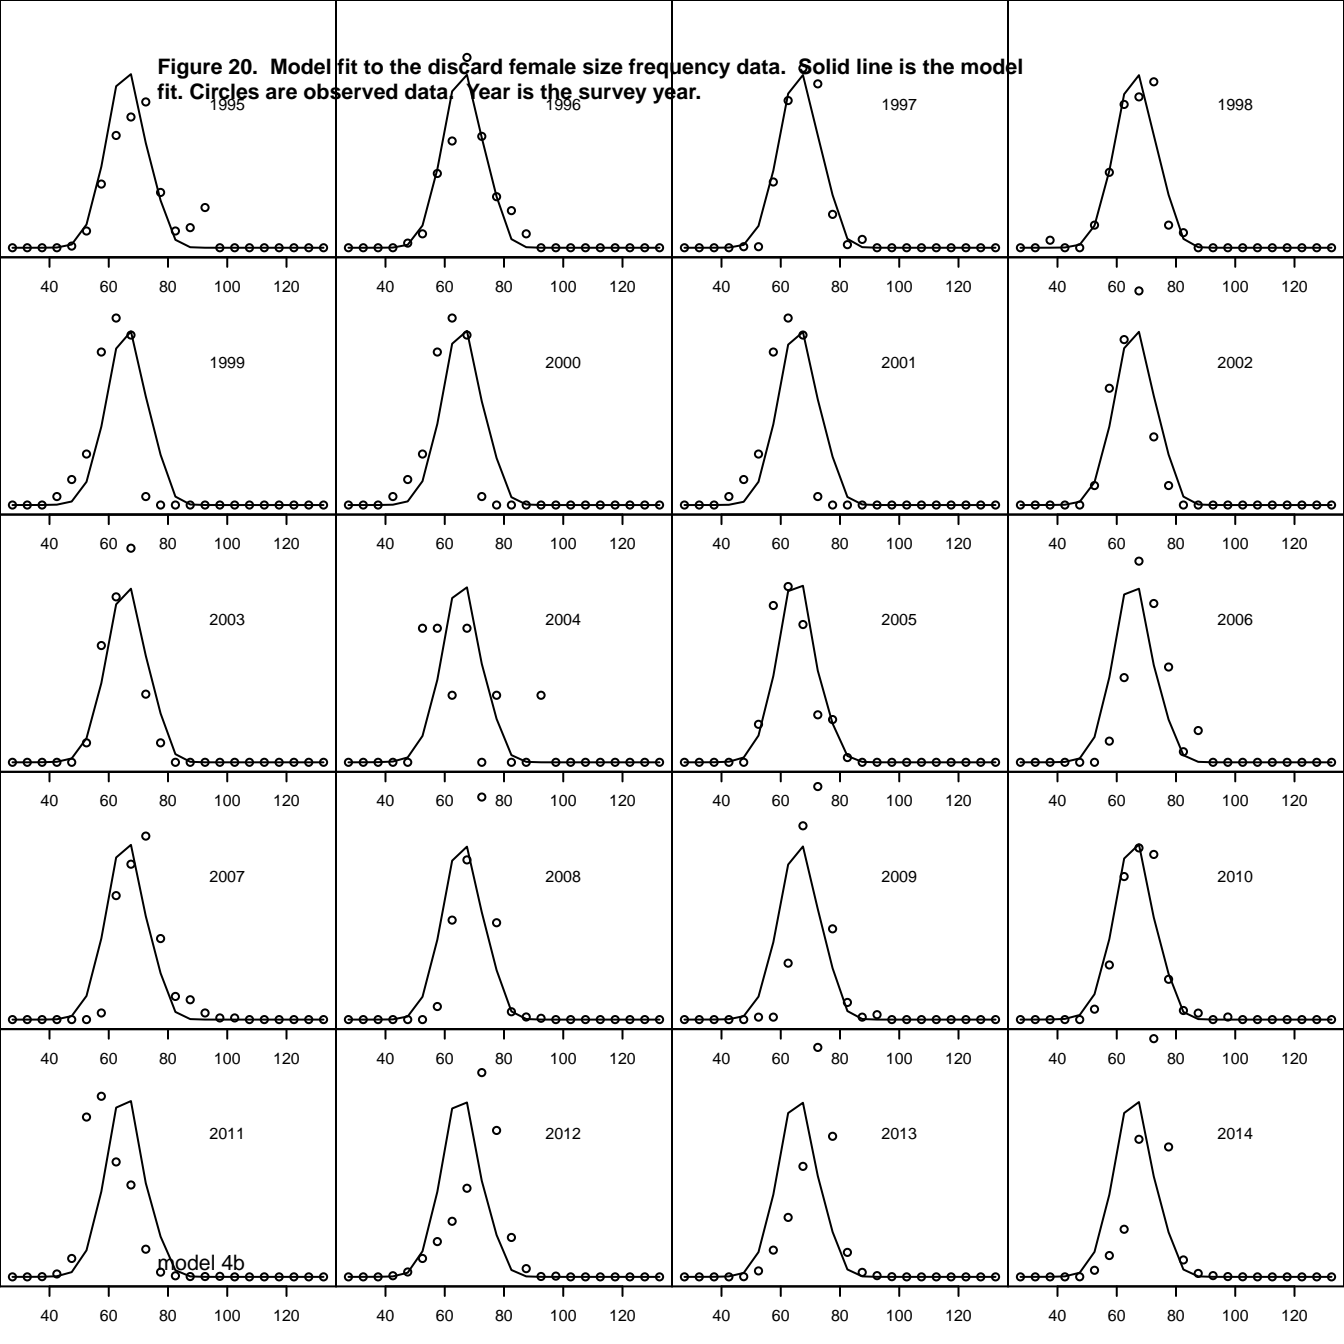 Figure 20. Model fit to the discard female size frequency data. Solid line is the model
fit. Circles are observed data. Year is the survey year.
1995 1996 1997 1998
40 60 80 100 120 40 60 80 100 120 40 60 80 100 120 40 60 80 100 120
1999 2000 2001 2002
40 60 80 100 120 40 60 80 100 120 40 60 80 100 120 40 60 80 100 120
2003 2004 2005 2006
40 60 80 100 120 40 60 80 100 120 40 60 80 100 120 40 60 80 100 120
2007 2008 2009 2010
40 60 80 100 120 40 60 80 100 120 40 60 80 100 120 40 60 80 100 120
2011 2012 2013 2014
model 4b
40 60 80 100 120 40 60 80 100 120 40 60 80 100 120 40 60 80 100 120